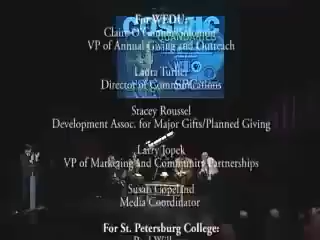 For WEDU:
COSMIC
QUANDARIES
VP of Annual Giving and Outreach
Laura Turner
Director of Communications
Stacey Roussel
Development Assoc. for Major Gifts/Planned Giving
Larry Jopek
VP of Marketing and Community Partnerships
Susan Copeland
Media Coordinator
For St. Petersburg College: